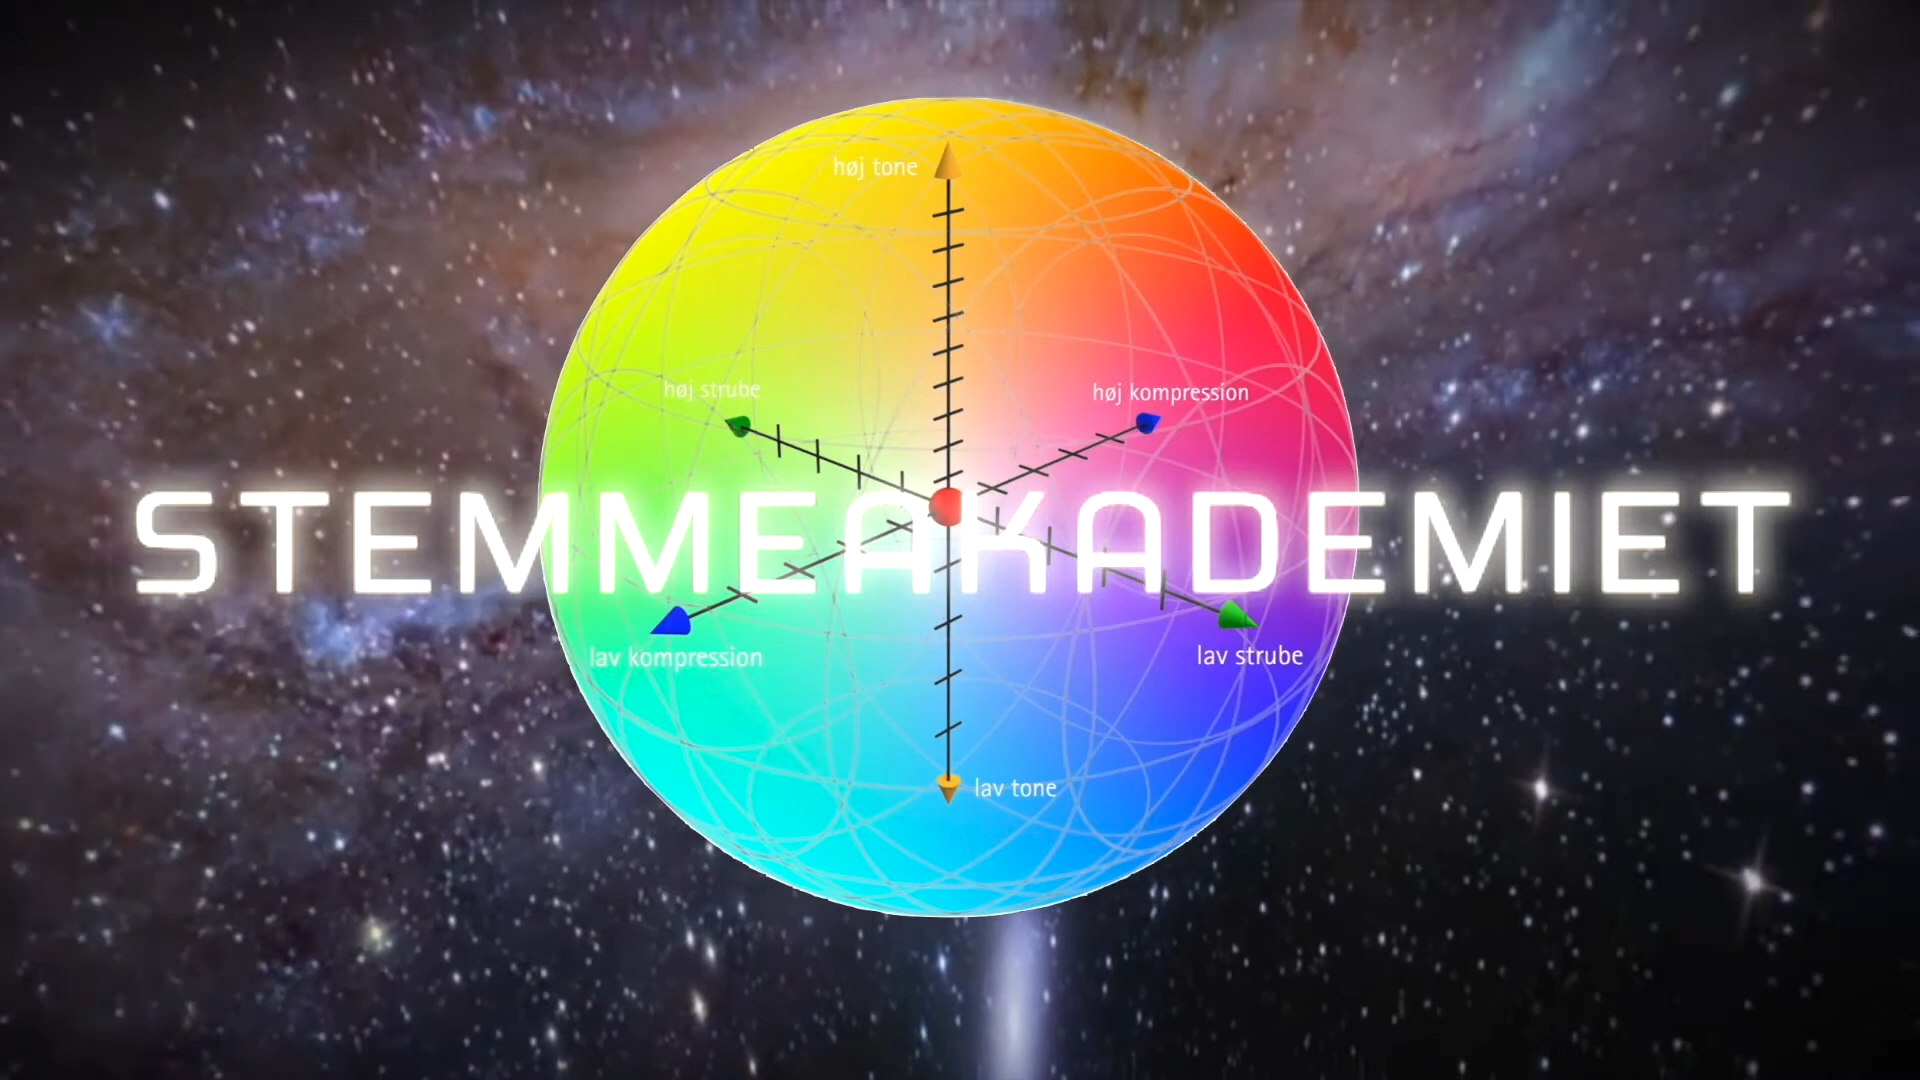 høj tone
høj strube
høj kompression
STEMMEAKADEMIET
lav kompression
lav strube
lav tone